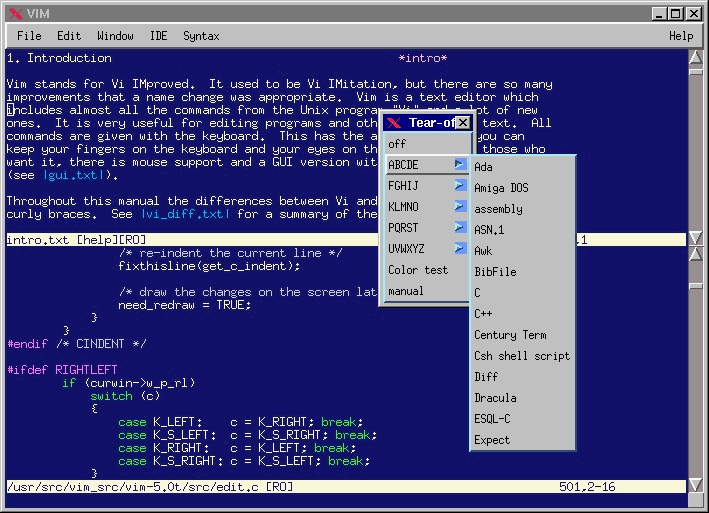 VIM
File Edit Window IDE Syntax Help
1. Introduction *intro*
Vim stands for Vi IMproved. It used to be Vi IMitation, but there are so many
improvements that a name change was appropriate. Vim is a text editor which
includes almost all the commands from the Unix program "Vi" and a lot of new
ones. It is very useful for editing programs and oth text. All
commands are given with the keyboard. This has the a you can
keep your fingers on the keyboard and your eyes on th those who
want it, there is mouse support and a GUI version wit
(see |gui.txt|).
Throughout this manual the differences between Vi and
curly braces. See |vi_diff.txt| for a summary of the
intro.txt [help][RO] ,1
/* re-indent the current line */
fixthisline(get_c_indent);
/* draw the changes on the screen lat
need_redraw = TRUE;
}
}
#endif /* CINDENT */
#ifdef RIGHTLEFT
if (curwin->w_p_rl)
switch (c)
{
case K_LEFT: c = K_RIGHT; break;
case K_S_LEFT: c = K_S_RIGHT; break;
case K_RIGHT: c = K_LEFT; break;
case K_S_RIGHT: c = K_S_LEFT; break;
}
/usr/src/vim_src/vim-5.0t/src/edit.c [RO] 501,2-16
Tear-of
off
ABCDE
FGHIJ
KLMNO
PQRST
UVWXYZ
Color test
manual
Ada
Amiga DOS
assembly
ASN.1
Awk
BibFile
C
C++
Century Term
Csh shell script
Diff
Dracula
ESQL-C
Expect